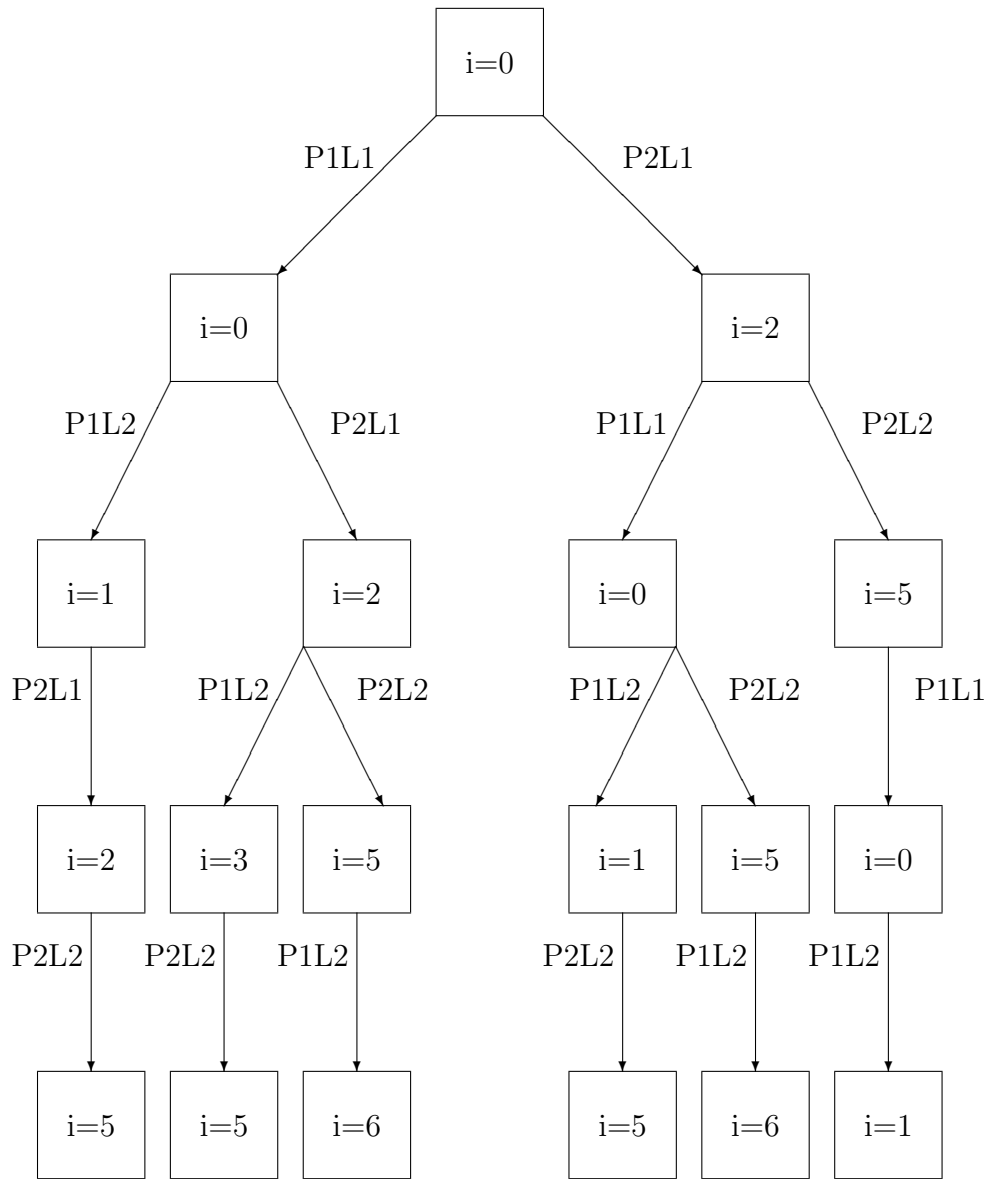 i=0
P1L1 P2L1
i=0 i=2
P1L2 P2L1 P1L1 P2L2
i=1 i=2 i=0 i=5
P2L1 P1L2 P2L2 P1L2 P2L2 P1L1
i=2 i=3 i=5 i=1 i=5 i=0
P2L2 P2L2 P1L2 P2L2 P1L2 P1L2
i=5 i=5 i=6 i=5 i=6 i=1